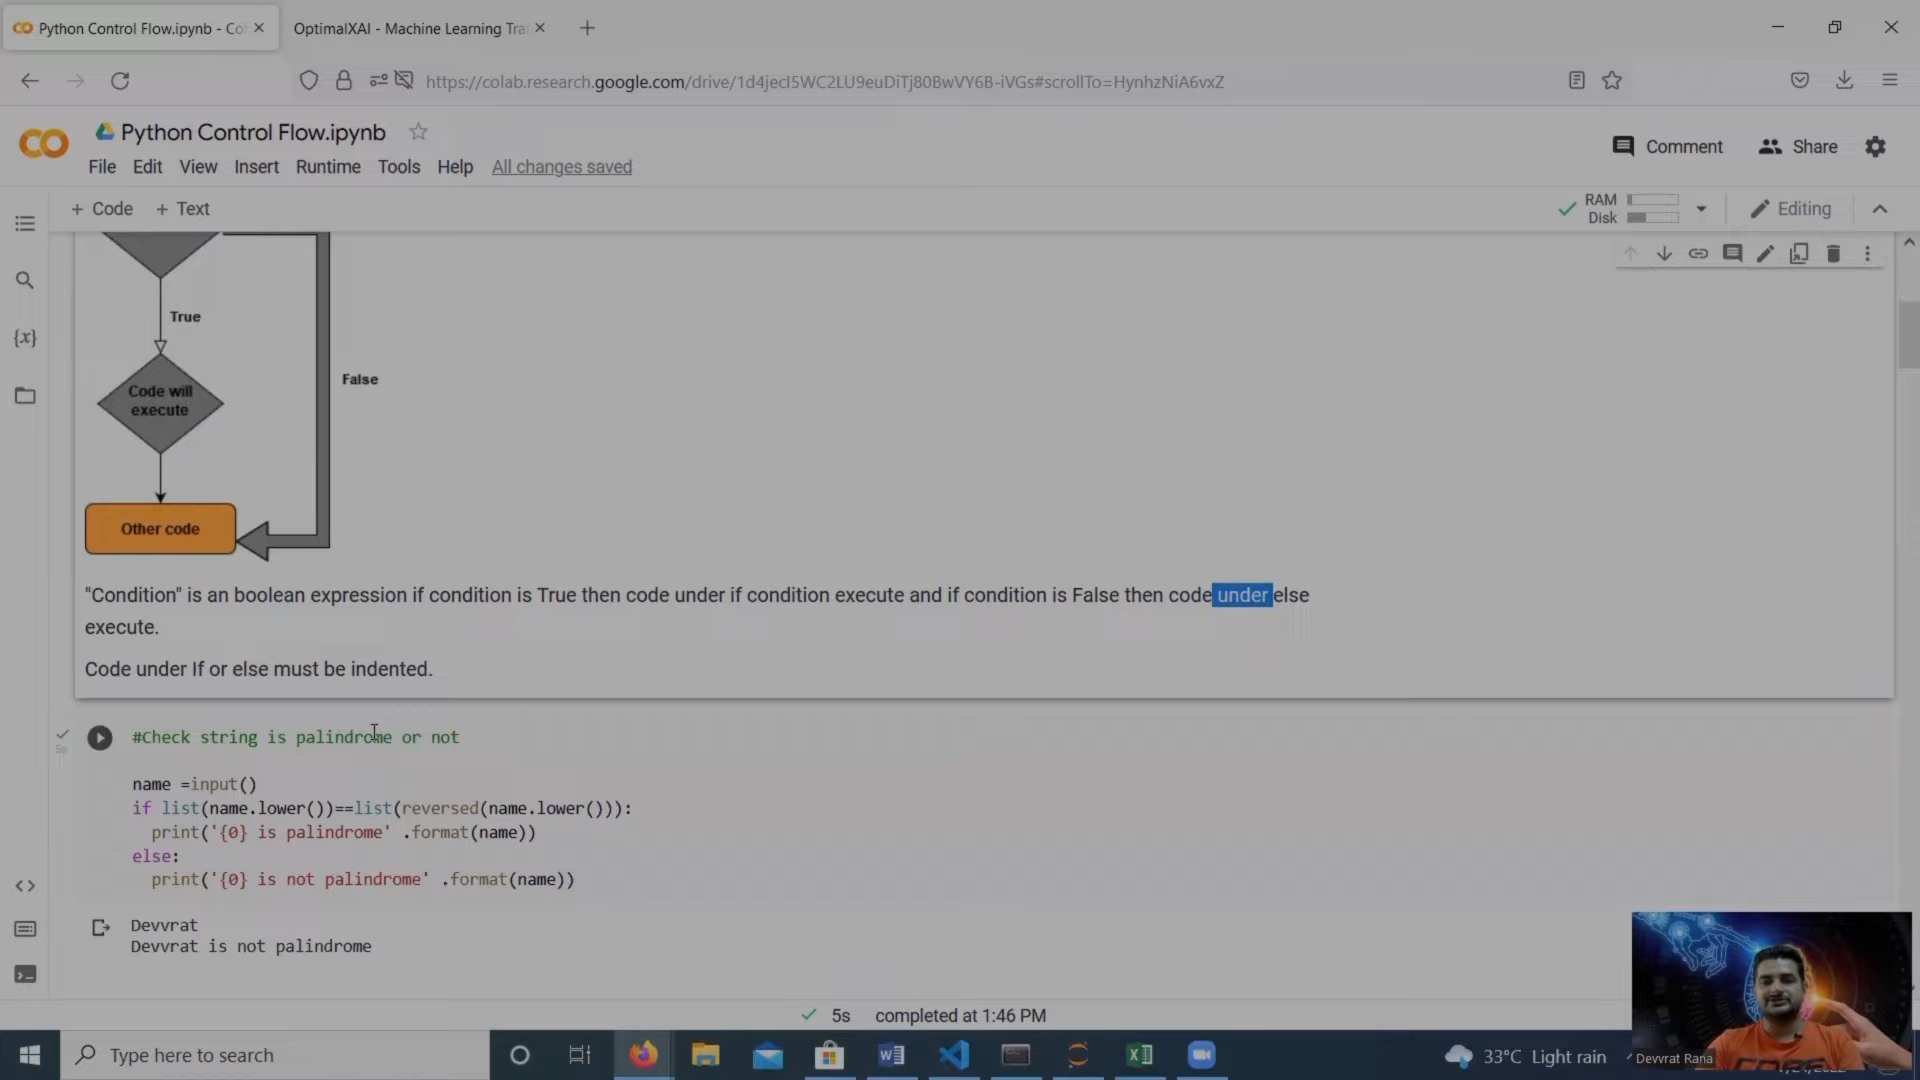 Python Control Flow.ipynb - Co
OptimalXAI - Machine Learning Tra
https://colab.research.google.com/drive/1d4jecI5WC2LU9euDiTj80BwVY6B-iVGs#scrollTo=HynhzNiA6vxZ
Python Control Flow.ipynb
Comment
Share
File Edit View Insert Runtime Tools Help All changes saved
+ Code + Text
RAM
Disk
Editing
True
False
Code will
execute
Other code
"Condition" is an boolean expression if condition is True then code under if condition execute and if condition is False then code under else
execute.
Code under If or else must be indented.
5s
#Check string is palindrome or not
name =input()
if list(name.lower())==list(reversed(name.lower())):
print('{0} is palindrome' .format(name))
else:
print('{0} is not palindrome' .format(name))
Devvrat
Devvrat is not palindrome
5s completed at 1:46 PM
Type here to search
33°C Light rain
Devvrat Rana